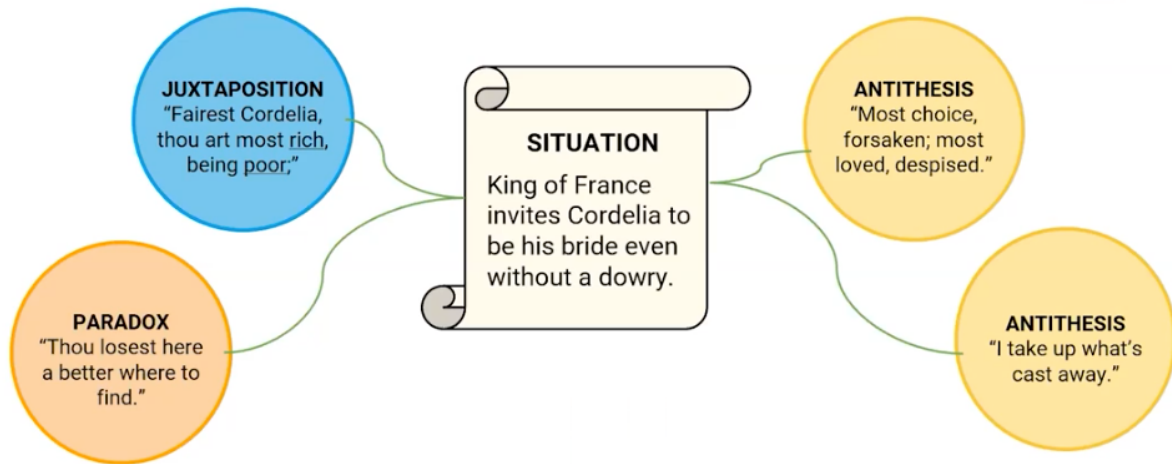 JUXTAPOSITION
“Fairest Cordelia,
thou art most rich,
being poor;”
PARADOX
“Thou losest here
a better where to
find.”
SITUATION
King of France
invites Cordelia to
be his bride even
without a dowry.
ANTITHESIS
“Most choice,
forsaken; most
loved, despised.”
ANTITHESIS
“I take up what’s
cast away.”